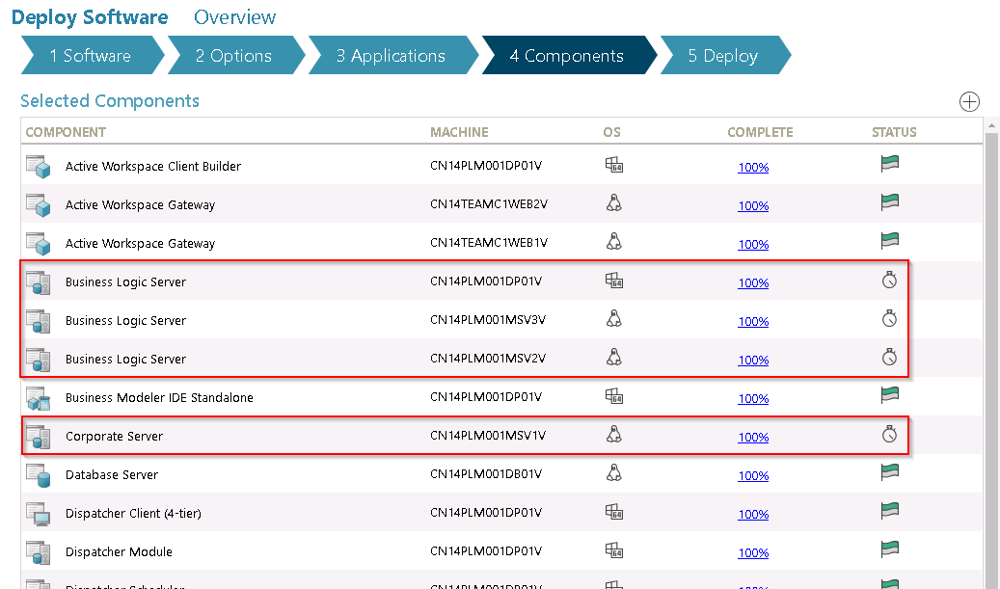 Deploy Software Overview
1 Software 2 Options 3 Applications 4 Components 5 Deploy
Selected Components
COMPONENT MACHINE OS COMPLETE STATUS
Active Workspace Client Builder CN14PLM001DP01V 64 100%
Active Workspace Gateway CN14TEAMC1WEB2V 100%
Active Workspace Gateway CN14TEAMC1WEB1V 100%
Business Logic Server CN14PLM001DP01V 64 100%
Business Logic Server CN14PLM001MSV3V 100%
Business Logic Server CN14PLM001MSV2V 100%
Business Modeler IDE Standalone CN14PLM001DP01V 64 100%
Corporate Server CN14PLM001MSV1V 100%
Database Server CN14PLM001DB01V 100%
Dispatcher Client (4-tier) CN14PLM001DP01V 64 100%
Dispatcher Module CN14PLM001DP01V 64 100%
Dispatcher Scheduler CN14PLM001DP01V 100%